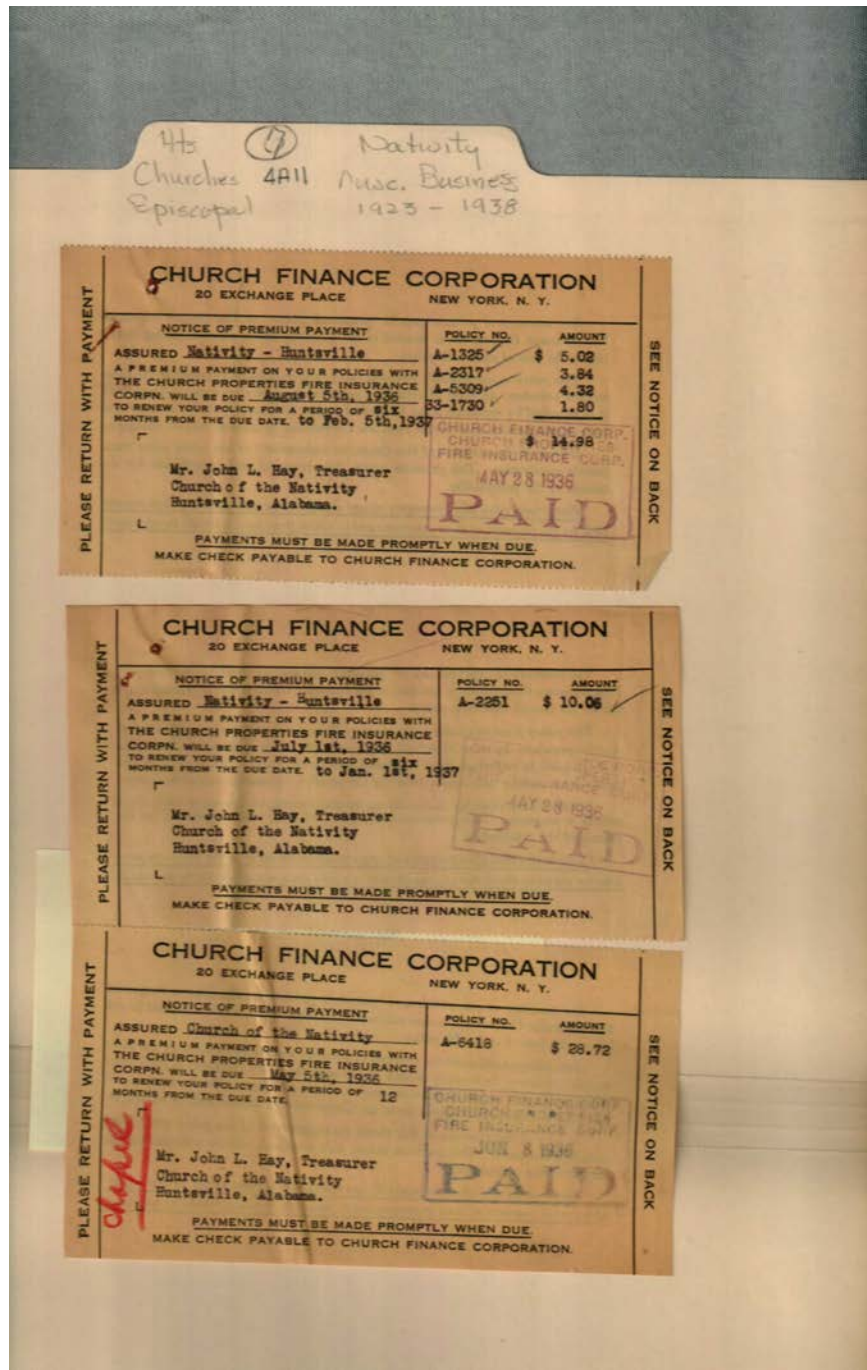 Hts (7) Nativity
Churches 4A11 Misc. Business
Episcopal 1923 - 1938
CHURCH FINANCE CORPORATION
20 EXCHANGE PLACE NEW YORK, N. Y.
PLEASE RETURN WITH PAYMENT
NOTICE OF PREMIUM PAYMENT
ASSURED Nativity - Huntsville
A PREMIUM PAYMENT ON YOUR POLICIES WITH
THE CHURCH PROPERTIES FIRE INSURANCE
CORPN. WILL BE DUE August 5th, 1936
TO RENEW YOUR POLICY FOR A PERIOD OF six
MONTHS FROM THE DUE DATE. to Feb. 5th,1937
POLICY NO. AMOUNT
A-1325 $ 5.02
A-2317 3.84
A-5309 4.32
33-1730 1.80
$ 14.98
CHURCH FINANCE CORP.
FIRE INSURANCE CORP.
MAY 28 1936
PAID
Mr. John L. Hay, Treasurer
Church of the Nativity
Huntsville, Alabama.
PAYMENTS MUST BE MADE PROMPTLY WHEN DUE.
MAKE CHECK PAYABLE TO CHURCH FINANCE CORPORATION.
SEE NOTICE ON BACK
CHURCH FINANCE CORPORATION
20 EXCHANGE PLACE NEW YORK, N. Y.
PLEASE RETURN WITH PAYMENT
NOTICE OF PREMIUM PAYMENT
ASSURED Nativity - Huntsville
A PREMIUM PAYMENT ON YOUR POLICIES WITH
THE CHURCH PROPERTIES FIRE INSURANCE
CORPN. WILL BE DUE July 1st, 1936
TO RENEW YOUR POLICY FOR A PERIOD OF six
MONTHS FROM THE DUE DATE. to Jan. 1st, 1937
POLICY NO. AMOUNT
A-2251 $ 10.06
MAY 28 1936
PAID
Mr. John L. Hay, Treasurer
Church of the Nativity
Huntsville, Alabama.
PAYMENTS MUST BE MADE PROMPTLY WHEN DUE.
MAKE CHECK PAYABLE TO CHURCH FINANCE CORPORATION.
SEE NOTICE ON BACK
CHURCH FINANCE CORPORATION
20 EXCHANGE PLACE NEW YORK, N. Y.
PLEASE RETURN WITH PAYMENT
NOTICE OF PREMIUM PAYMENT
ASSURED Church of the Nativity
A PREMIUM PAYMENT ON YOUR POLICIES WITH
THE CHURCH PROPERTIES FIRE INSURANCE
CORPN. WILL BE DUE May 5th, 1936
TO RENEW YOUR POLICY FOR A PERIOD OF 12
MONTHS FROM THE DUE DATE.
POLICY NO. AMOUNT
A-6418 $ 28.72
CHURCH FINANCE CORP.
FIRE INSURANCE CORP.
JUN 8 1936
PAID
chapel
Mr. John L. Hay, Treasurer
Church of the Nativity
Huntsville, Alabama.
PAYMENTS MUST BE MADE PROMPTLY WHEN DUE.
MAKE CHECK PAYABLE TO CHURCH FINANCE CORPORATION.
SEE NOTICE ON BACK